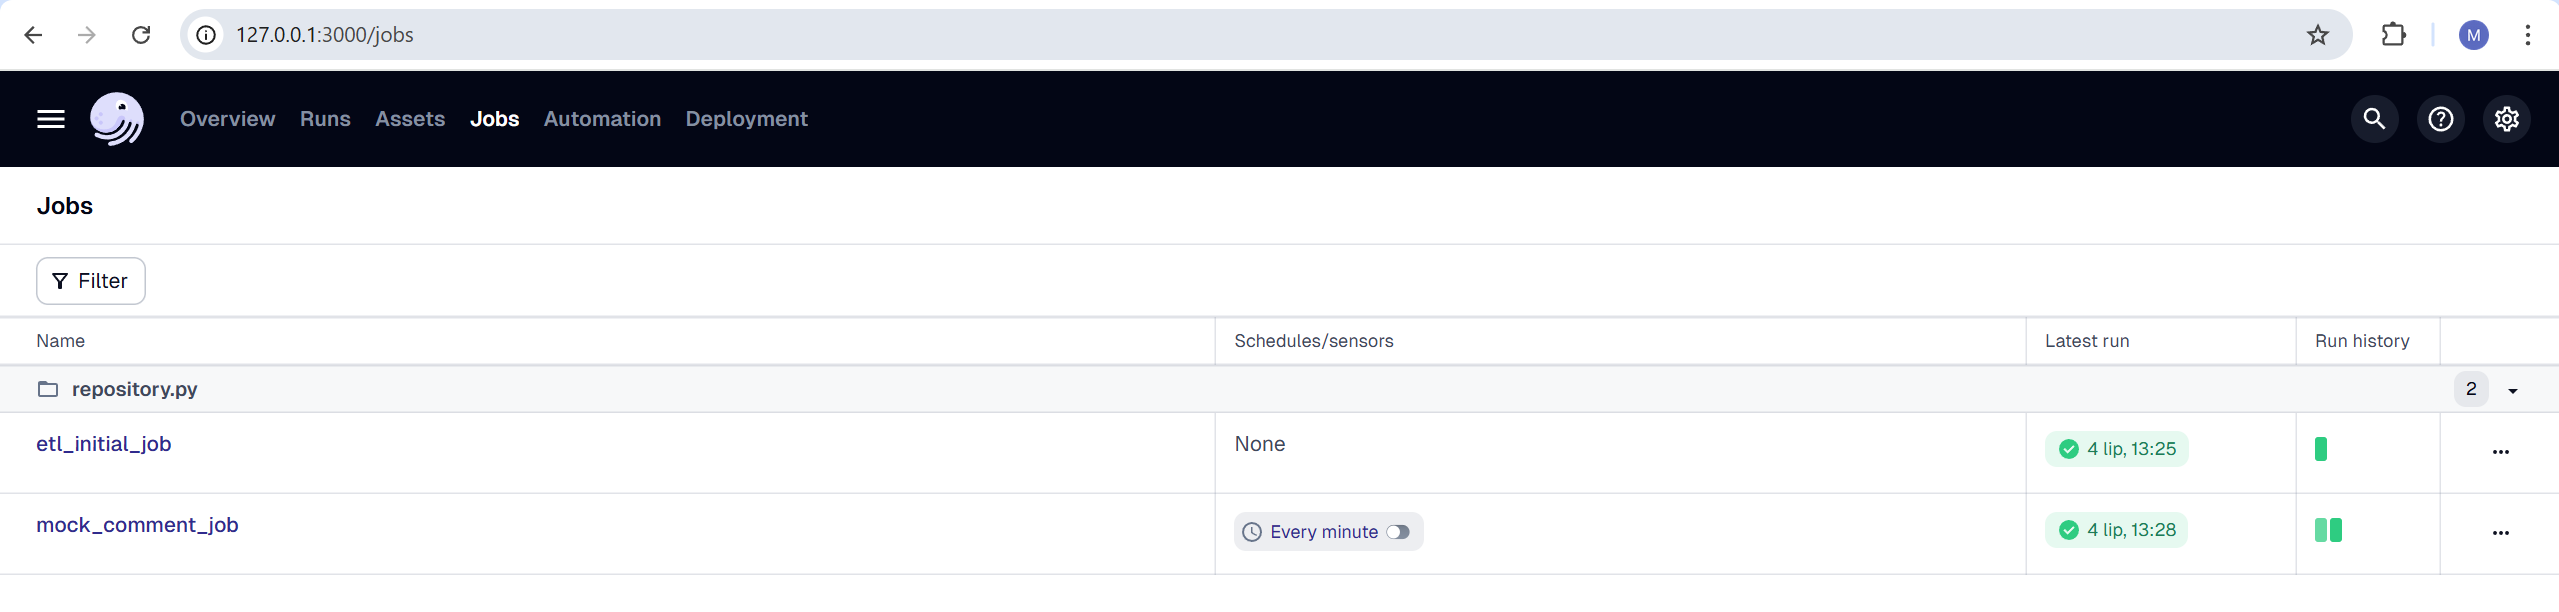 127.0.0.1:3000/jobs
M
Overview Runs Assets Jobs Automation Deployment
Jobs
Filter
Name Schedules/sensors Latest run Run history
repository.py 2
etl_initial_job None 4 lip, 13:25
mock_comment_job Every minute 4 lip, 13:28